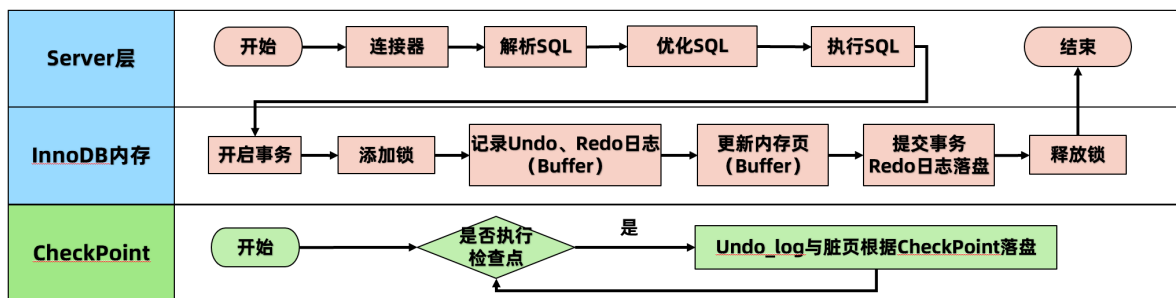 Server层
开始
连接器
解析SQL
优化SQL
执行SQL
结束
InnoDB内存
开启事务
添加锁
记录Undo、Redo日志
（Buffer）
更新内存页
（Buffer）
提交事务
Redo日志落盘
释放锁
CheckPoint
开始
是否执行
检查点
是
Undo_log与脏页根据CheckPoint落盘